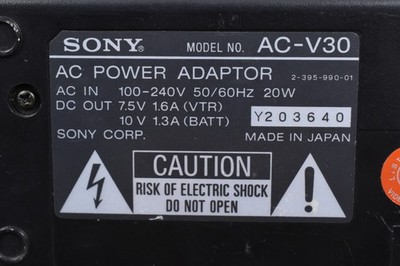 SONY. MODEL NO. AC-V30
AC POWER ADAPTOR 2-395-990-01
AC IN 100-240V 50/60HZ 20W
DC OUT 7.5V 1.6A (VTR)
10V 1.3A (BATT) Y203640
SONY CORP. MADE IN JAPAN
CAUTION
RISK OF ELECTRIC SHOCK
DO NOT OPEN